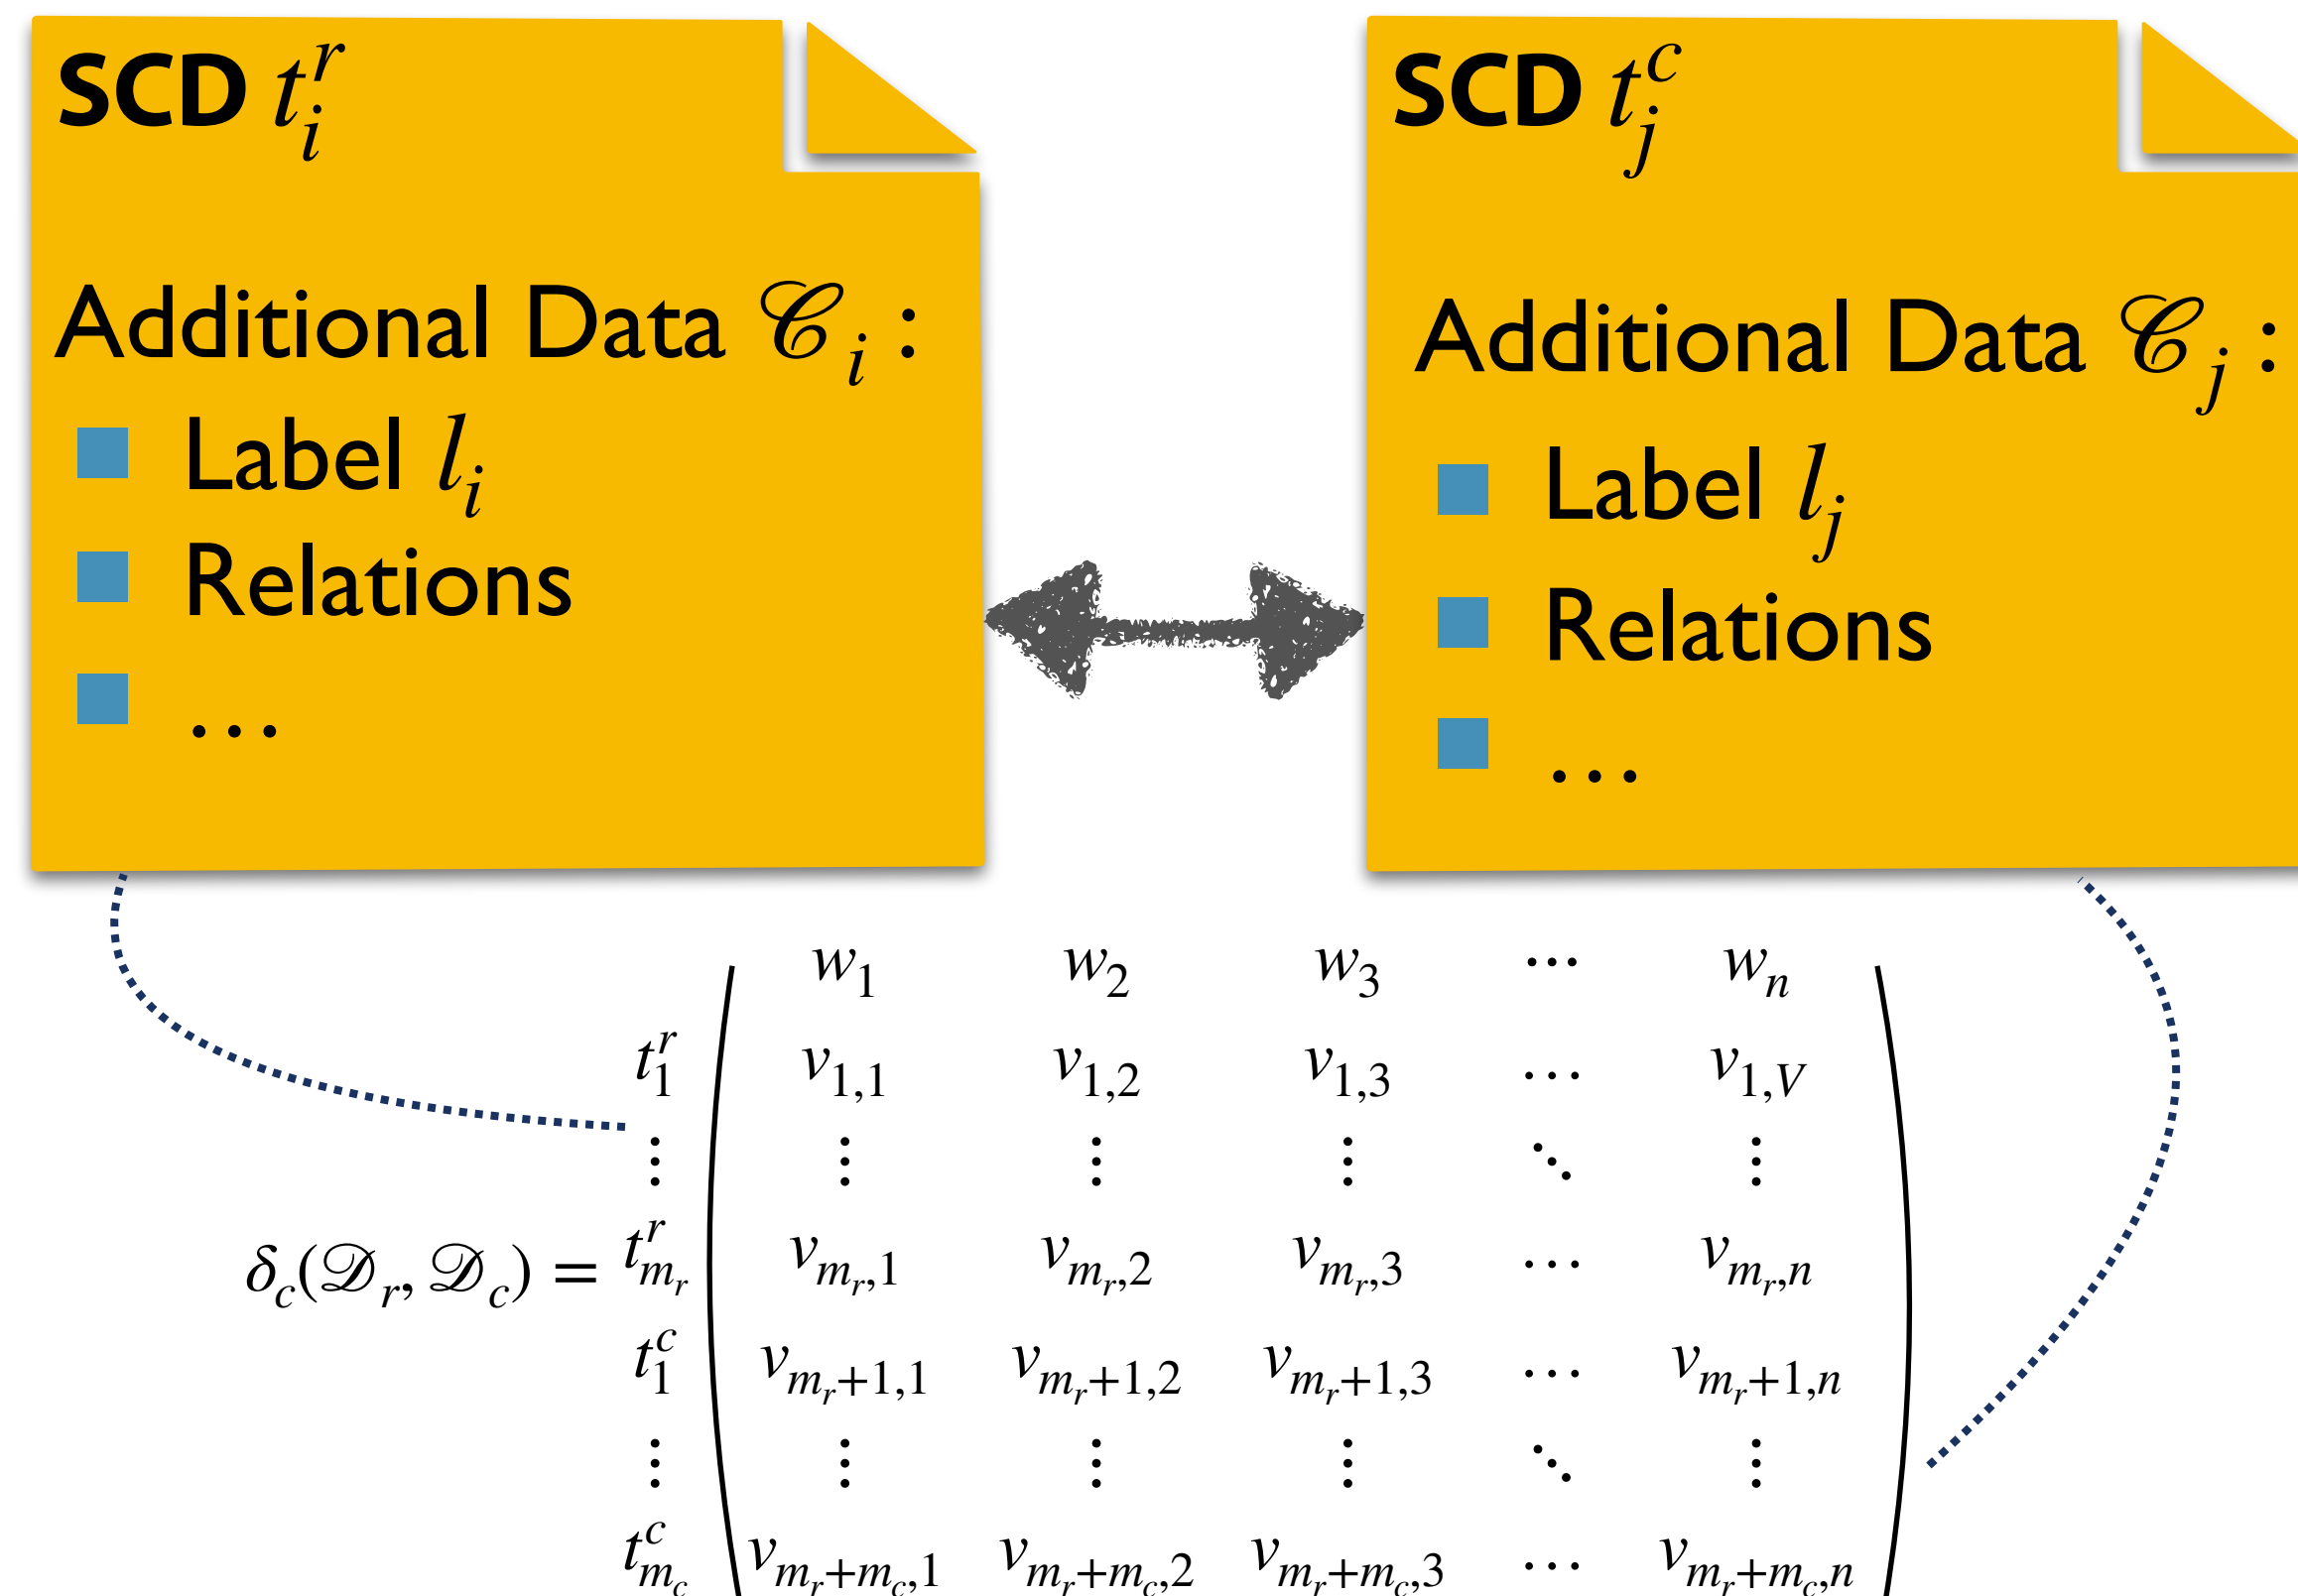 SCD t_i^r
Additional Data 𝒞_i :
Label l_i
Relations
…
SCD t_j^c
Additional Data 𝒞_j :
Label l_j
Relations
…
w_1 w_2 w_3 ⋯ w_n
t_1^r v_{1,1} v_{1,2} v_{1,3} ⋯ v_{1,V}
⋮ ⋮ ⋮ ⋮ ⋱ ⋮
δ_c(𝒟_r, 𝒟_c) = t_{m_r}^r v_{m_r,1} v_{m_r,2} v_{m_r,3} ⋯ v_{m_r,n}
t_1^c v_{m_r+1,1} v_{m_r+1,2} v_{m_r+1,3} ⋯ v_{m_r+1,n}
⋮ ⋮ ⋮ ⋮ ⋱ ⋮
t_{m_c}^c v_{m_r+m_c,1} v_{m_r+m_c,2} v_{m_r+m_c,3} ⋯ v_{m_r+m_c,n}